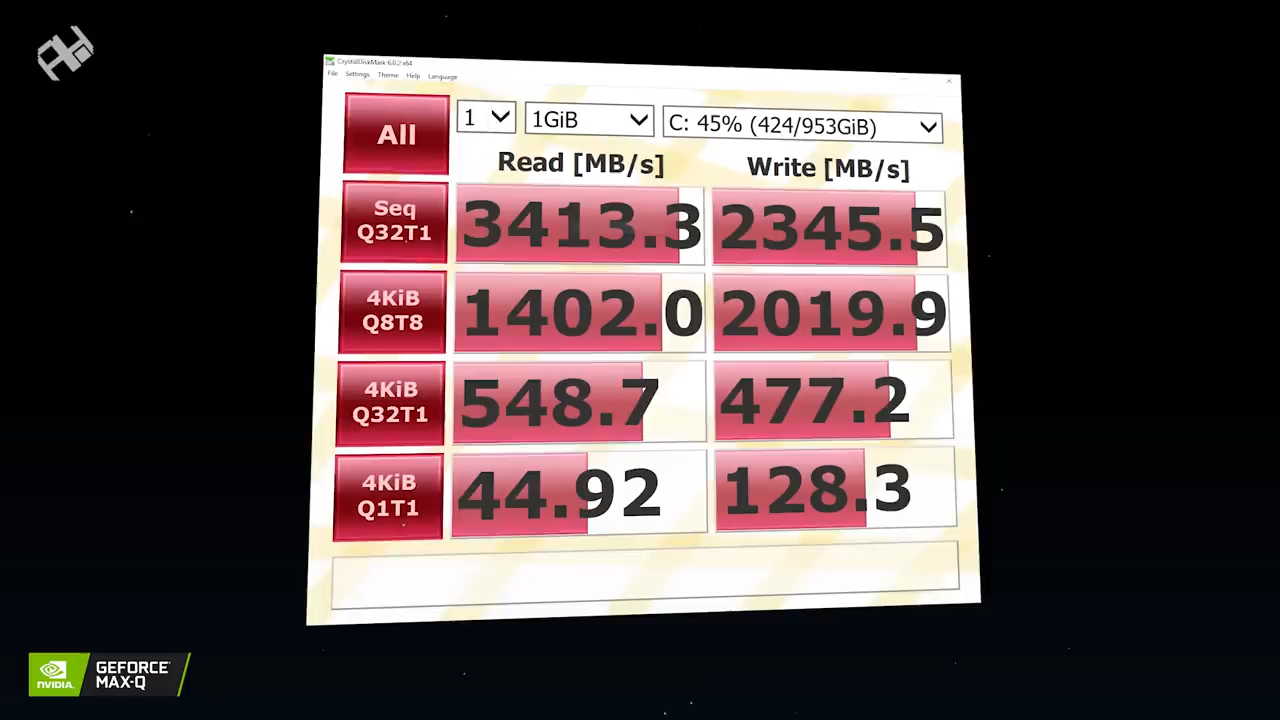 CrystalDiskMark 6.0.2 x64
File Settings Theme Help Language
All
1 1GiB C: 45% (424/953GiB)
Read [MB/s] Write [MB/s]
Seq
Q32T1
3413.3 2345.5
4KiB
Q8T8
1402.0 2019.9
4KiB
Q32T1
548.7 477.2
4KiB
Q1T1
44.92 128.3
NVIDIA.
GEFORCE
MAX-Q